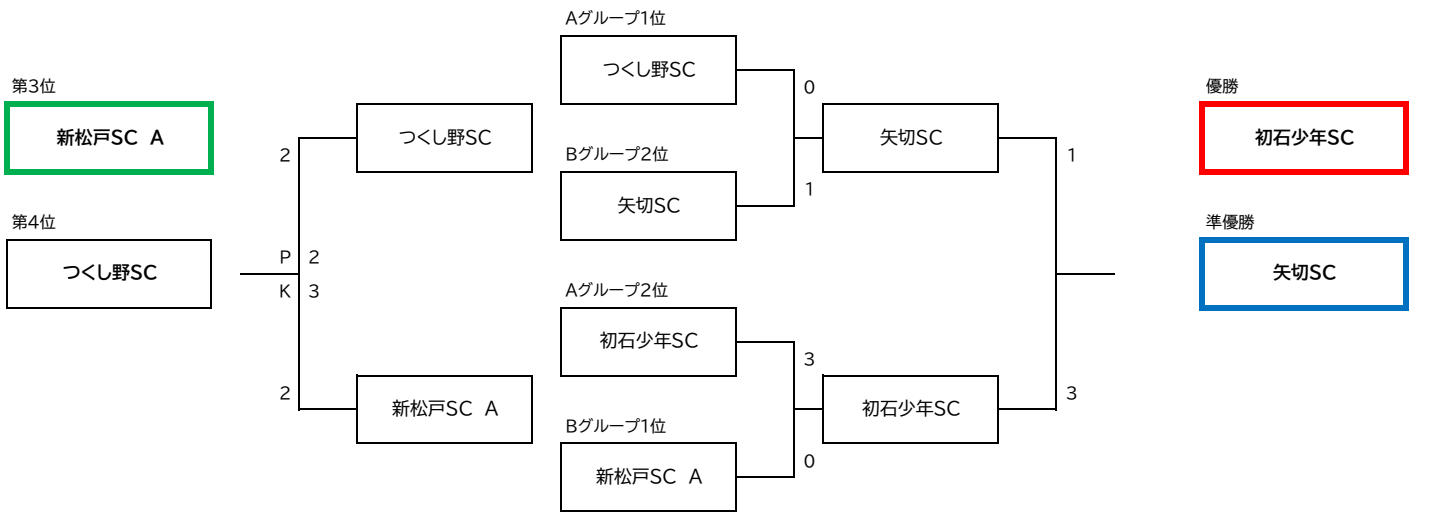 第3位
新松戸SC A
第4位
つくし野SC
つくし野SC
2
P 2
K 3
2
新松戸SC A
Aグループ1位
つくし野SC
0
Bグループ2位
矢切SC
1
Aグループ2位
初石少年SC
3
Bグループ1位
新松戸SC A
0
矢切SC
1
初石少年SC
3
優勝
初石少年SC
準優勝
矢切SC